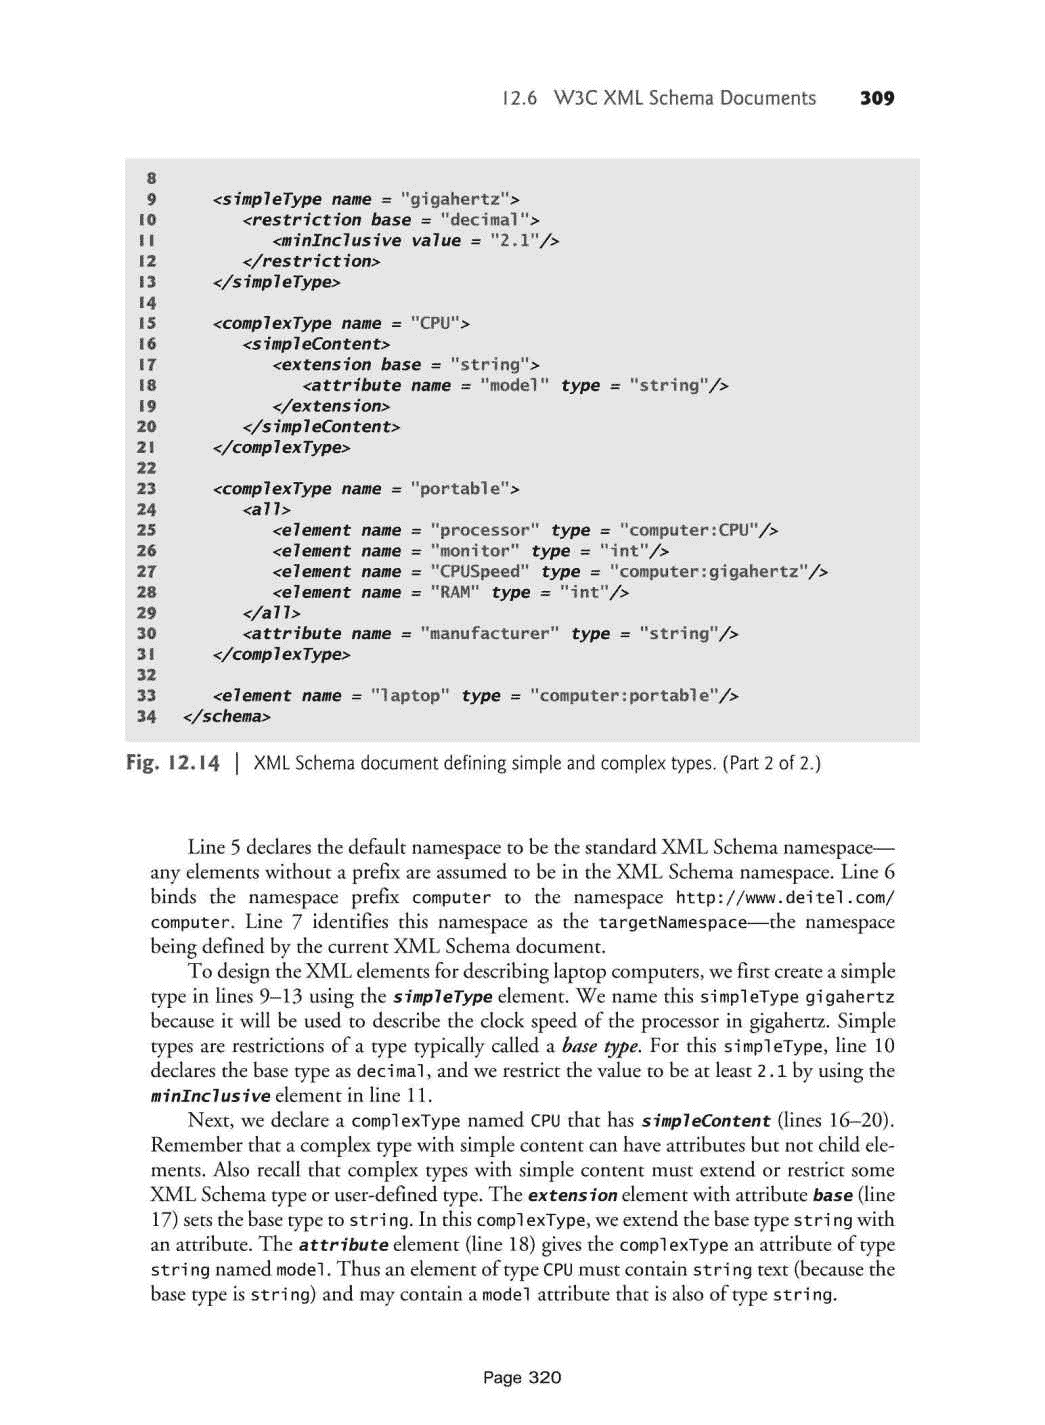 12.6 W3C XML Schema Documents 309
8
9 <simpleType name = "gigahertz">
10 <restriction base = "decimal">
11 <minInclusive value = "2.1"/>
12 </restriction>
13 </simpleType>
14
15 <complexType name = "CPU">
16 <simpleContent>
17 <extension base = "string">
18 <attribute name = "model" type = "string"/>
19 </extension>
20 </simpleContent>
21 </complexType>
22
23 <complexType name = "portable">
24 <all>
25 <element name = "processor" type = "computer:CPU"/>
26 <element name = "monitor" type = "int"/>
27 <element name = "CPUSpeed" type = "computer:gigahertz"/>
28 <element name = "RAM" type = "int"/>
29 </all>
30 <attribute name = "manufacturer" type = "string"/>
31 </complexType>
32
33 <element name = "laptop" type = "computer:portable"/>
34 </schema>
Fig. 12.14 | XML Schema document defining simple and complex types. (Part 2 of 2.)
Line 5 declares the default namespace to be the standard XML Schema namespace—
any elements without a prefix are assumed to be in the XML Schema namespace. Line 6
binds the namespace prefix computer to the namespace http://www.deitel.com/
computer. Line 7 identifies this namespace as the targetNamespace—the namespace
being defined by the current XML Schema document.
To design the XML elements for describing laptop computers, we first create a simple
type in lines 9–13 using the simpleType element. We name this simpleType gigahertz
because it will be used to describe the clock speed of the processor in gigahertz. Simple
types are restrictions of a type typically called a base type. For this simpleType, line 10
declares the base type as decimal, and we restrict the value to be at least 2.1 by using the
minInclusive element in line 11.
Next, we declare a complexType named CPU that has simpleContent (lines 16–20).
Remember that a complex type with simple content can have attributes but not child ele-
ments. Also recall that complex types with simple content must extend or restrict some
XML Schema type or user-defined type. The extension element with attribute base (line
17) sets the base type to string. In this complexType, we extend the base type string with
an attribute. The attribute element (line 18) gives the complexType an attribute of type
string named model. Thus an element of type CPU must contain string text (because the
base type is string) and may contain a model attribute that is also of type string.
Page 320